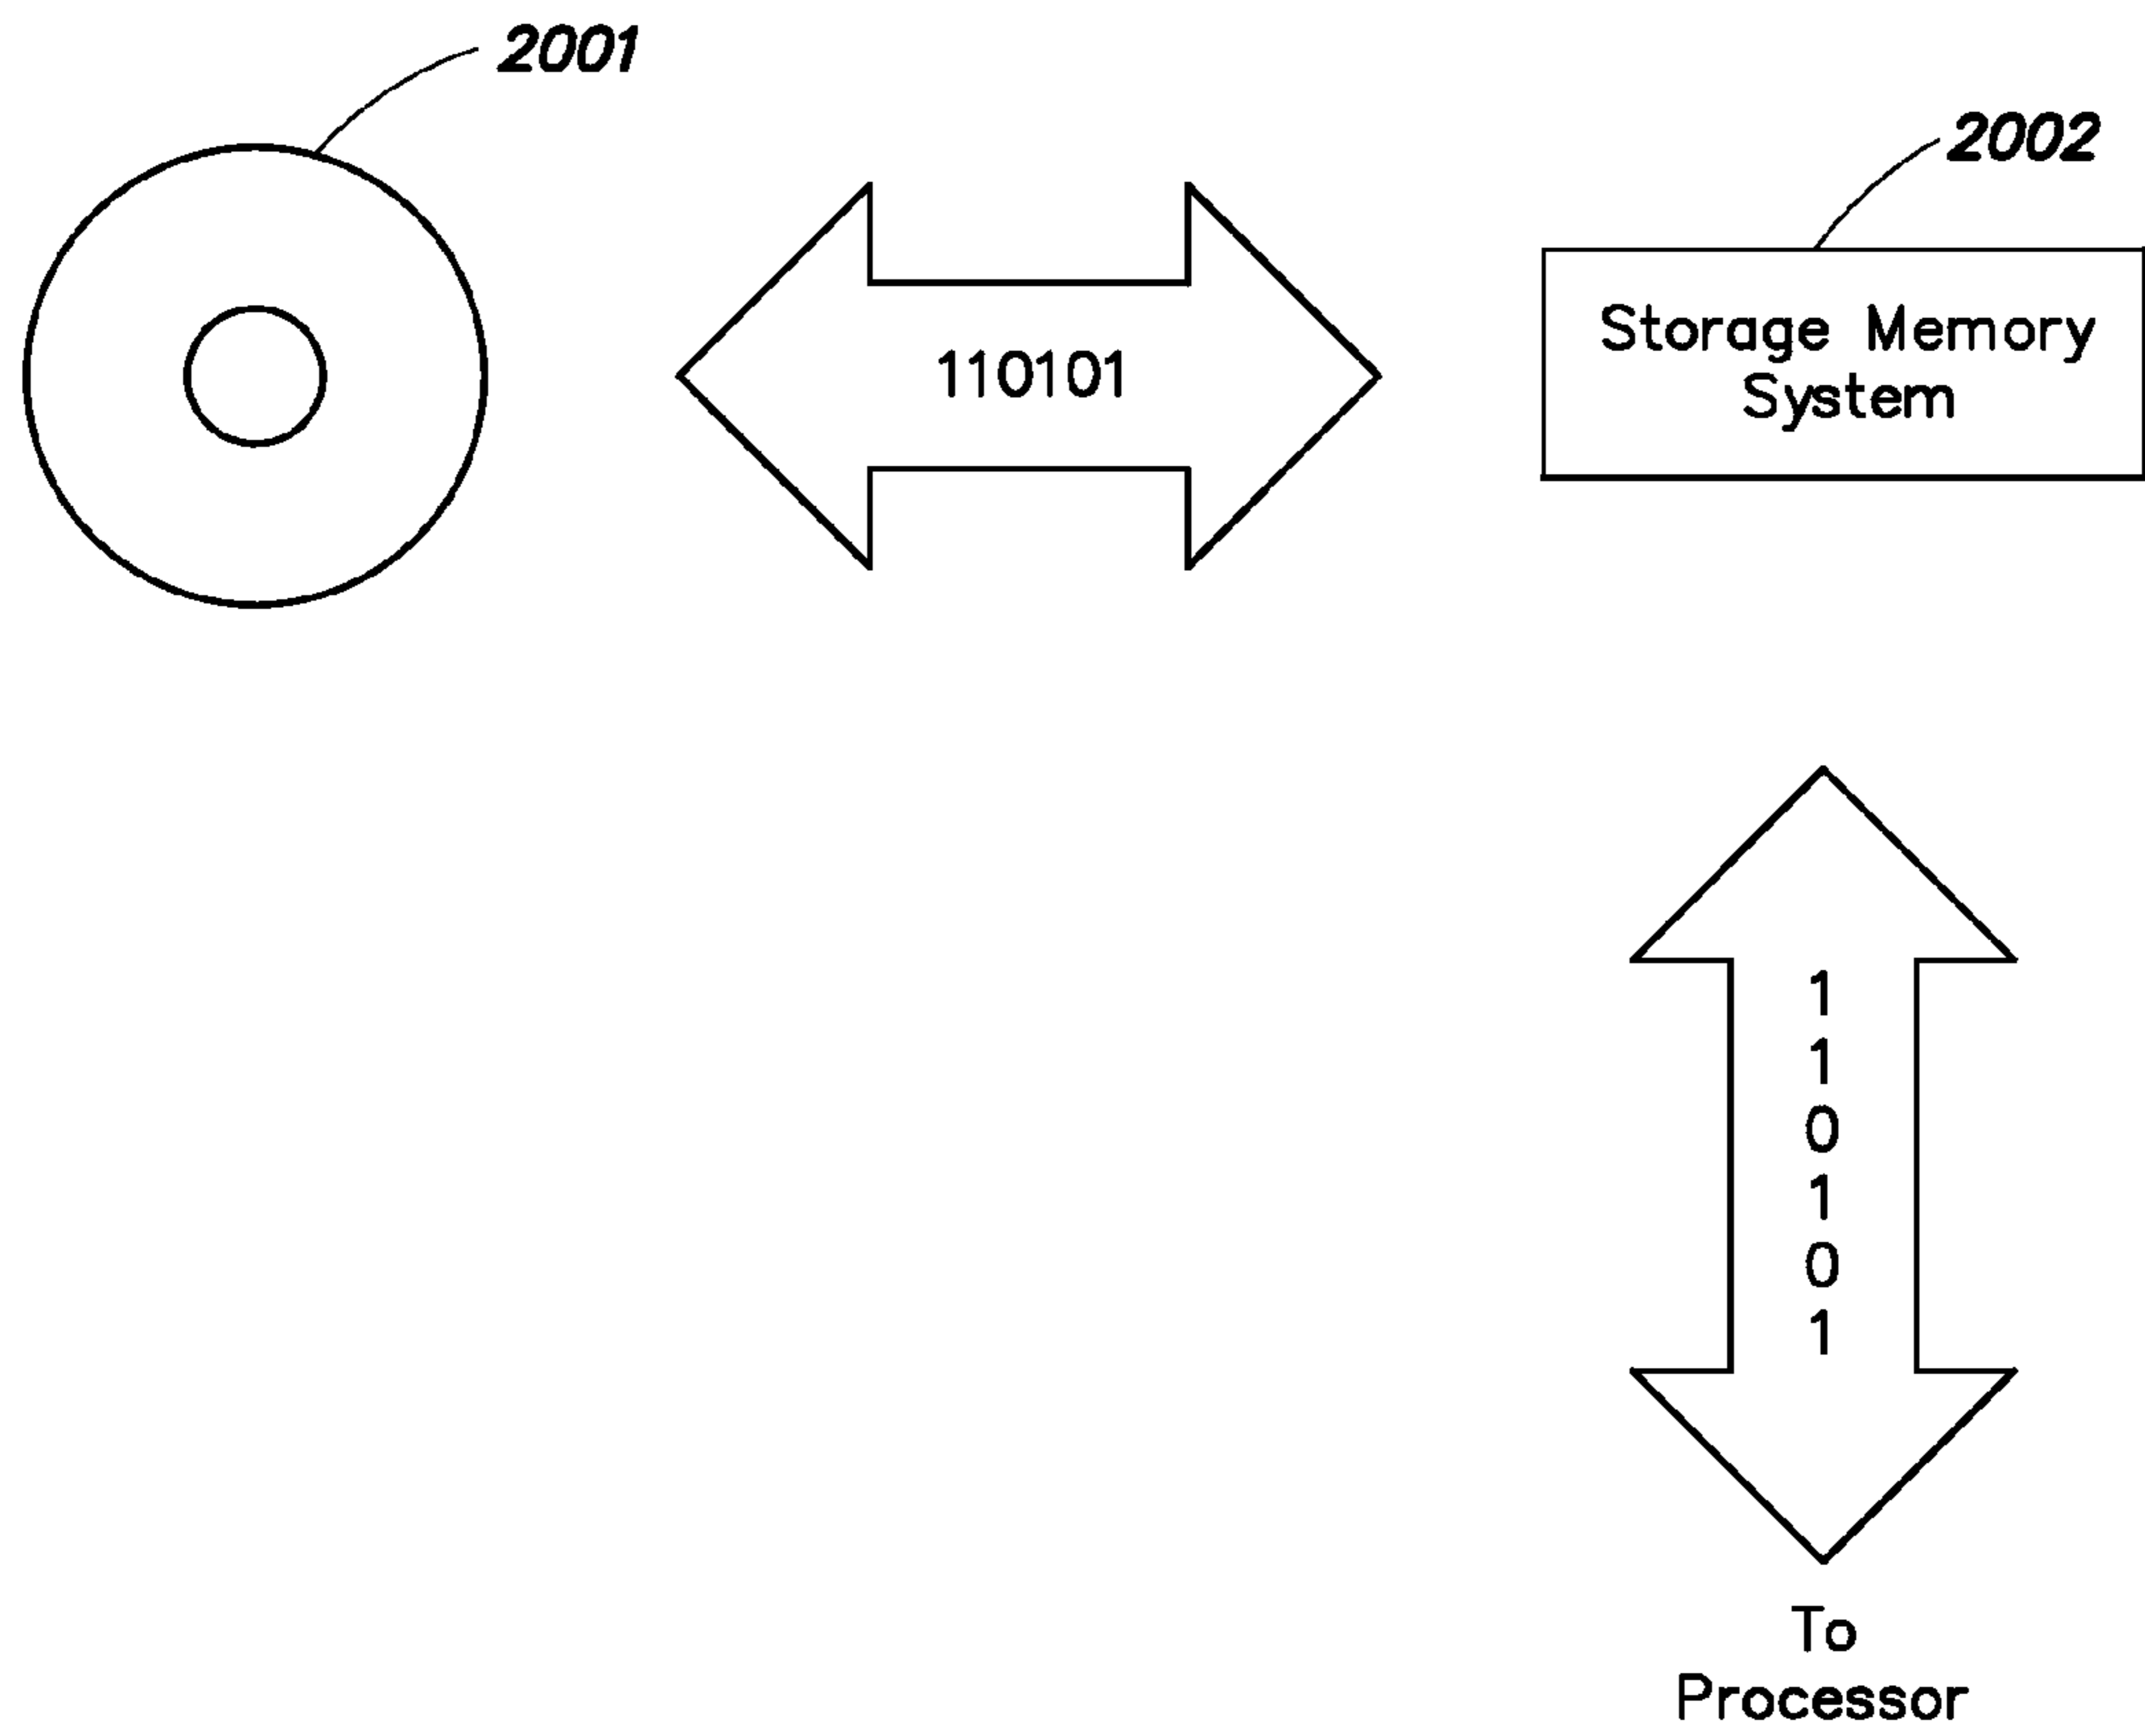 2001
2002
110101
Storage Memory
System
1
1
0
1
0
1
To
Processor